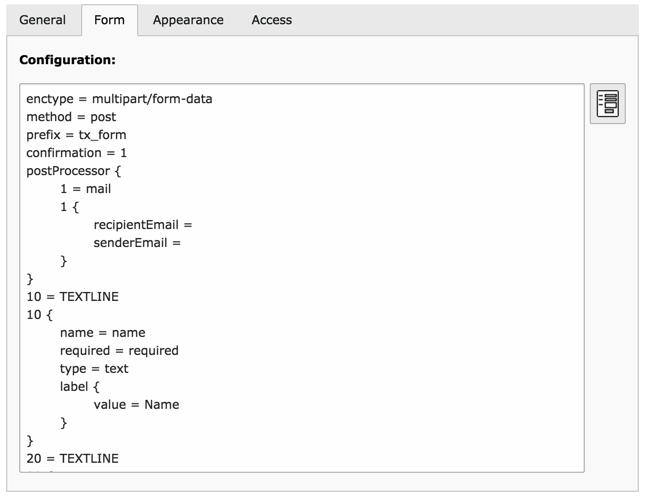 General Form Appearance Access
Configuration:
enctype = multipart/form-data
method = post
prefix = tx_form
confirmation = 1
postProcessor {
1 = mail
1 {
recipientEmail =
senderEmail =
}
}
10 = TEXTLINE
10 {
name = name
required = required
type = text
label {
value = Name
}
}
20 = TEXTLINE